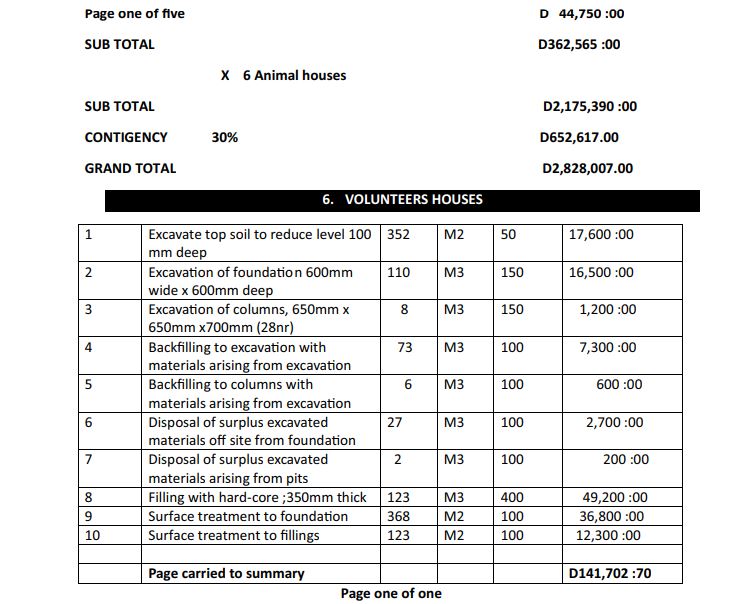 Page one of five D 44,750 :00
SUB TOTAL D362,565 :00
X 6 Animal houses
SUB TOTAL D2,175,390 :00
CONTIGENCY 30% D652,617.00
GRAND TOTAL D2,828,007.00
6. VOLUNTEERS HOUSES
1 Excavate top soil to reduce level 100 352 M2 50 17,600 :00
mm deep
2 Excavation of foundation 600mm 110 M3 150 16,500 :00
wide x 600mm deep
3 Excavation of columns, 650mm x 8 M3 150 1,200 :00
650mm x700mm (28nr)
4 Backfilling to excavation with 73 M3 100 7,300 :00
materials arising from excavation
5 Backfilling to columns with 6 M3 100 600 :00
materials arising from excavation
6 Disposal of surplus excavated 27 M3 100 2,700 :00
materials off site from foundation
7 Disposal of surplus excavated 2 M3 100 200 :00
materials arising from pits
8 Filling with hard-core ;350mm thick 123 M3 400 49,200 :00
9 Surface treatment to foundation 368 M2 100 36,800 :00
10 Surface treatment to fillings 123 M2 100 12,300 :00
Page carried to summary D141,702 :70
Page one of one